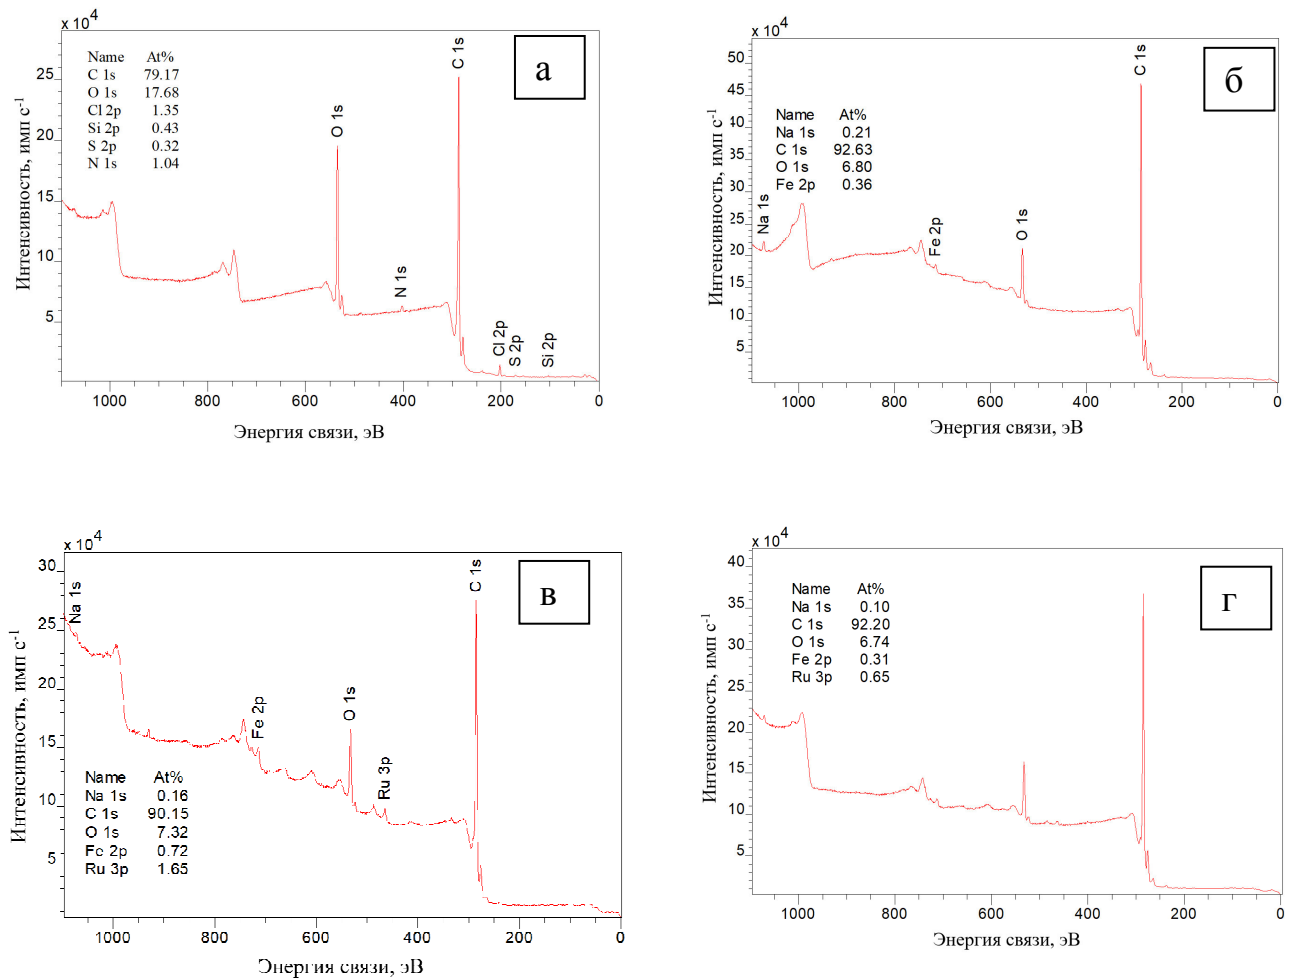 x 10⁴
а
Name At%
C 1s 79.17
O 1s 17.68
Cl 2p 1.35
Si 2p 0.43
S 2p 0.32
N 1s 1.04
C 1s
O 1s
N 1s
Cl 2p
S 2p
Si 2p
25
20
15
10
5
Интенсивность, имп с⁻¹
1000 800 600 400 200 0
Энергия связи, эВ
x 10⁴
б
Name At%
Na 1s 0.21
C 1s 92.63
O 1s 6.80
Fe 2p 0.36
Na 1s
Fe 2p
O 1s
C 1s
50
45
40
35
30
25
20
15
10
5
Интенсивность, имп с⁻¹
1000 800 600 400 200 0
Энергия связи, эВ
x 10⁴
в
Na 1s
Fe 2p
O 1s
Ru 3p
C 1s
Name At%
Na 1s 0.16
C 1s 90.15
O 1s 7.32
Fe 2p 0.72
Ru 3p 1.65
30
25
20
15
10
5
Интенсивность, имп с⁻¹
1000 800 600 400 200 0
Энергия связи, эВ
x 10⁴
г
Name At%
Na 1s 0.10
C 1s 92.20
O 1s 6.74
Fe 2p 0.31
Ru 3p 0.65
40
35
30
25
20
15
10
5
Интенсивность, имп с⁻¹
1000 800 600 400 200 0
Энергия связи, эВ